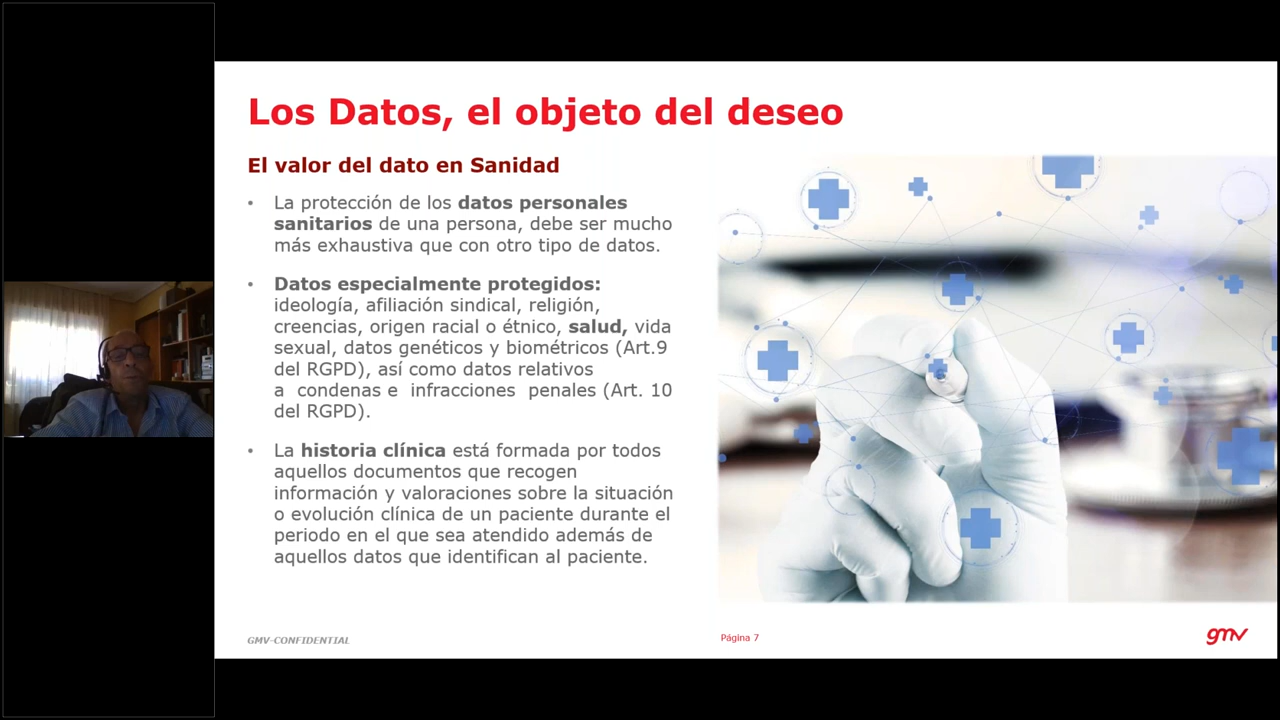 Los Datos, el objeto del deseo
El valor del dato en Sanidad
• La protección de los datos personales
sanitarios de una persona, debe ser mucho
más exhaustiva que con otro tipo de datos.
• Datos especialmente protegidos:
ideología, afiliación sindical, religión,
creencias, origen racial o étnico, salud, vida
sexual, datos genéticos y biométricos (Art.9
del RGPD), así como datos relativos
a condenas e infracciones penales (Art. 10
del RGPD).
• La historia clínica está formada por todos
aquellos documentos que recogen
información y valoraciones sobre la situación
o evolución clínica de un paciente durante el
periodo en el que sea atendido además de
aquellos datos que identifican al paciente.
GMV-CONFIDENTIAL
Página 7
gmv